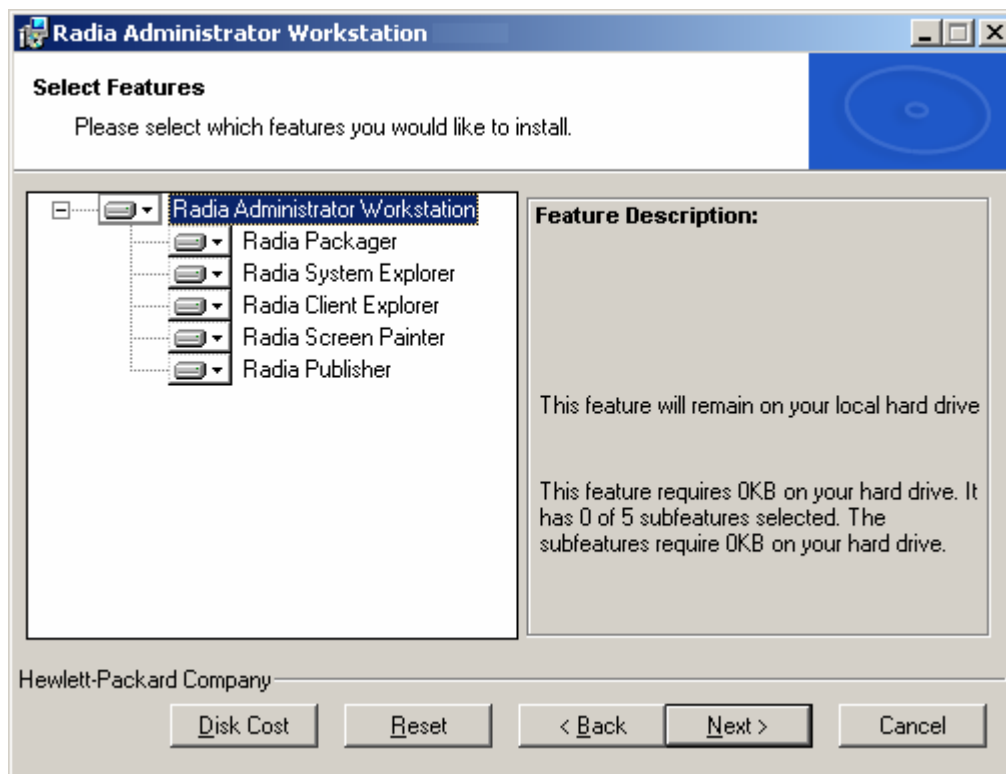 Radia Administrator Workstation
Select Features
Please select which features you would like to install.
Radia Administrator Workstation
Radia Packager
Radia System Explorer
Radia Client Explorer
Radia Screen Painter
Radia Publisher
Feature Description:
This feature will remain on your local hard drive
This feature requires 0KB on your hard drive. It
has 0 of 5 subfeatures selected. The
subfeatures require 0KB on your hard drive.
Hewlett-Packard Company
Disk Cost
Reset
< Back
Next >
Cancel